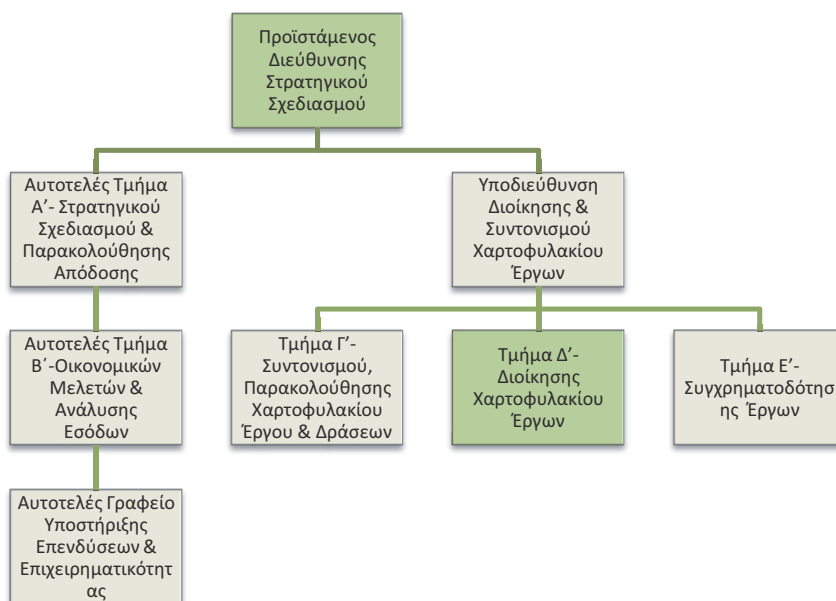 Προϊστάμενος
Διεύθυνσης
Στρατηγικού
Σχεδιασμού
Αυτοτελές Τμήμα
Α’- Στρατηγικού
Σχεδιασμού &
Παρακολούθησης
Απόδοσης
Υποδιεύθυνση
Διοίκησης &
Συντονισμού
Χαρτοφυλακίου
Έργων
Αυτοτελές Τμήμα
Β΄-Οικονομικών
Μελετών &
Ανάλυσης
Εσόδων
Τμήμα Γ’-
Συντονισμού,
Παρακολούθησης
Χαρτοφυλακίου
Έργου & Δράσεων
Τμήμα Δ’-
Διοίκησης
Χαρτοφυλακίου
Έργων
Τμήμα Ε’-
Συγχρηματοδότησ
ης Έργων
Αυτοτελές Γραφείο
Υποστήριξης
Επενδύσεων &
Επιχειρηματικότητ
ας